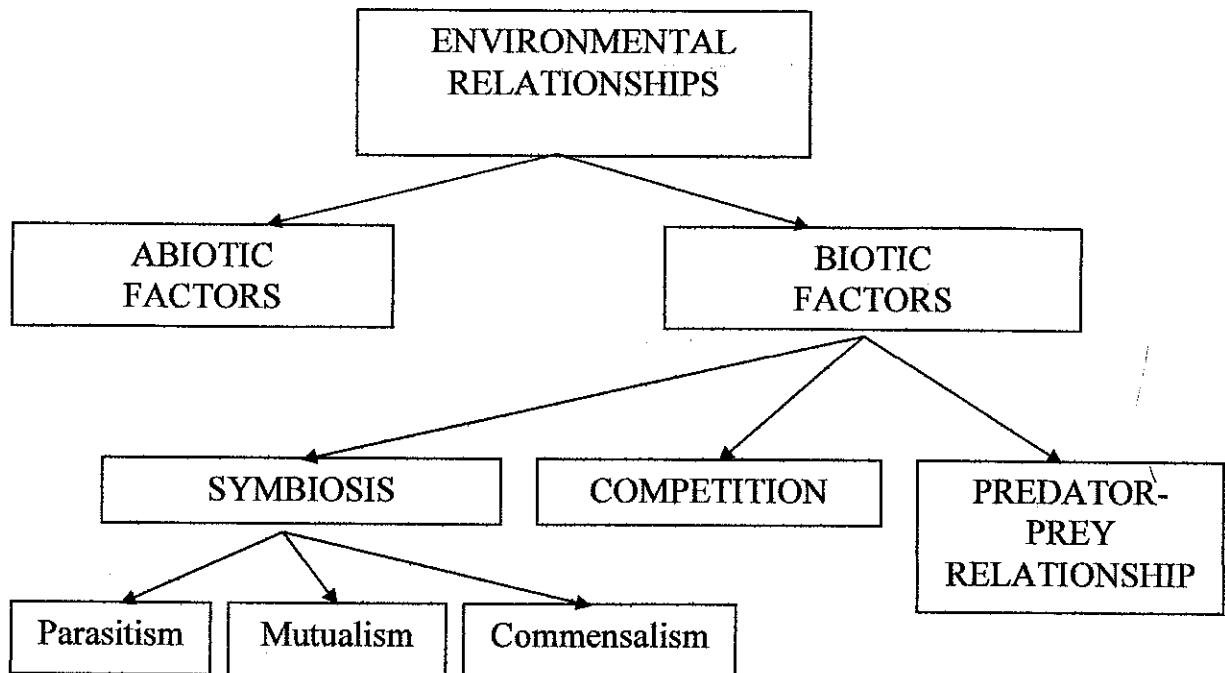 ENVIRONMENTAL
RELATIONSHIPS
ABIOTIC
FACTORS
BIOTIC
FACTORS
SYMBIOSIS
COMPETITION
PREDATOR-
PREY
RELATIONSHIP
Parasitism
Mutualism
Commensalism